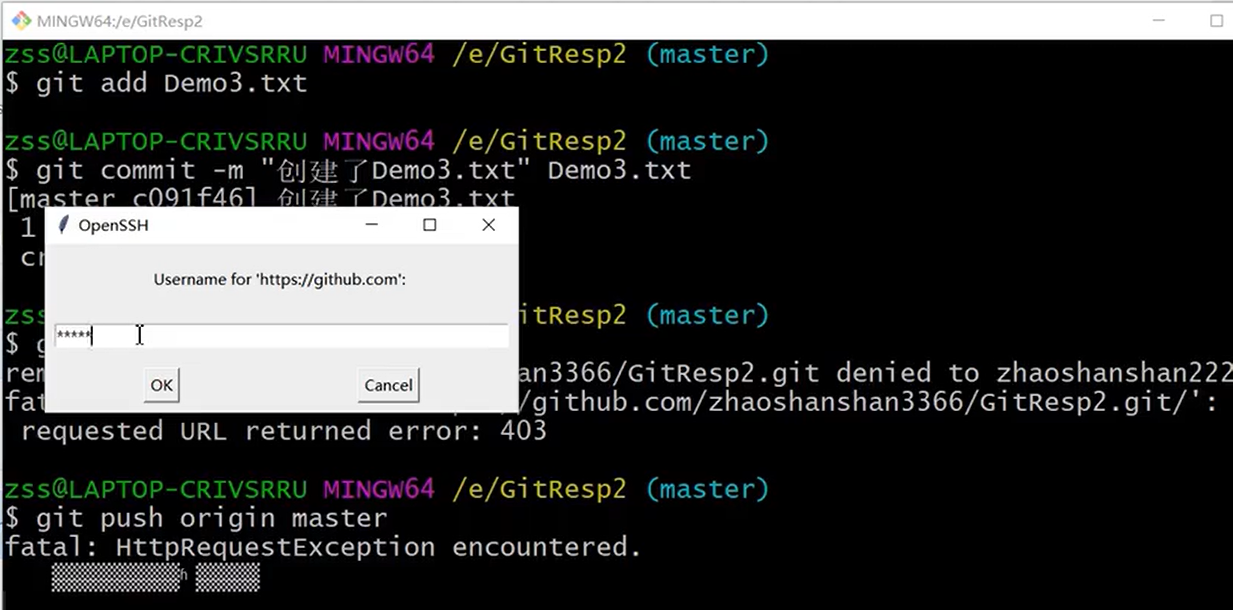 MINGW64:/e/GitResp2
zss@LAPTOP-CRIVSRRU MINGW64 /e/GitResp2 (master)
$ git add Demo3.txt
zss@LAPTOP-CRIVSRRU MINGW64 /e/GitResp2 (master)
$ git commit -m "创建了Demo3.txt" Demo3.txt
[master c091f46] 创建了Demo3.txt
1
cr
OpenSSH
Username for 'https://github.com':
*****
OK Cancel
zss itResp2 (master)
$ g
rem an3366/GitResp2.git denied to zhaoshanshan222
fat /github.com/zhaoshanshan3366/GitResp2.git/':
requested URL returned error: 403
zss@LAPTOP-CRIVSRRU MINGW64 /e/GitResp2 (master)
$ git push origin master
fatal: HttpRequestException encountered.